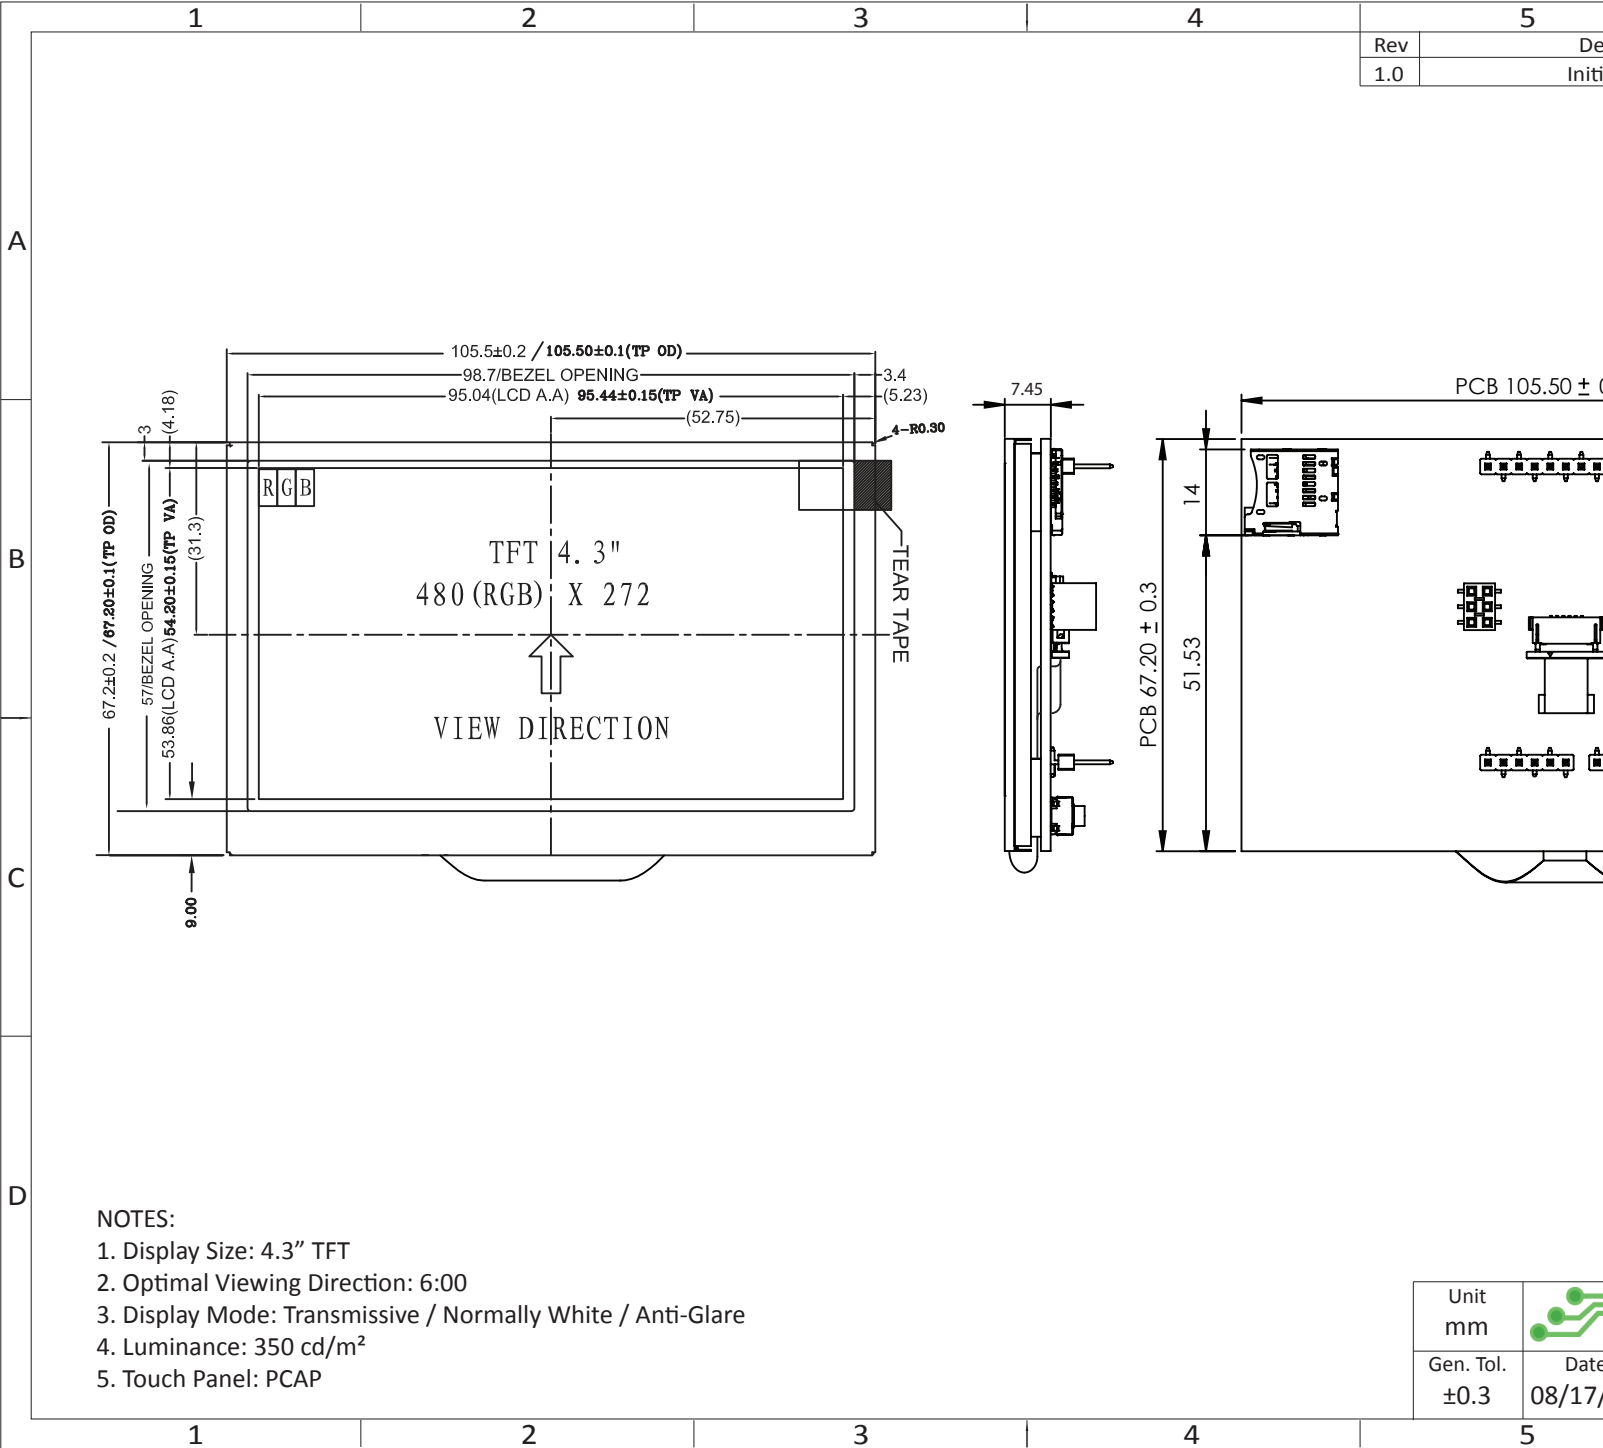 1 2 3 4 5
Rev De
1.0 Initi
A
105.5±0.2 / 105.50±0.1(TP OD)
98.7/BEZEL OPENING 3.4
95.04(LCD A.A) 95.44±0.15(TP VA) (5.23)
(52.75)
4-R0.30
3
(4.18)
(31.3)
67.2±0.2 / 67.20±0.1(TP OD)
57/BEZEL OPENING
53.86(LCD A.A) 54.20±0.15(TP VA)
9.00
R G B
TFT 4.3"
480(RGB) X 272
VIEW DIRECTION
TEAR TAPE
7.45
PCB 105.50 ±
14
51.53
PCB 67.20 ± 0.3
B
C
D
NOTES:
1. Display Size: 4.3” TFT
2. Optimal Viewing Direction: 6:00
3. Display Mode: Transmissive / Normally White / Anti-Glare
4. Luminance: 350 cd/m²
5. Touch Panel: PCAP
Unit
mm
Gen. Tol.
±0.3
Date
08/17/
1 2 3 4 5